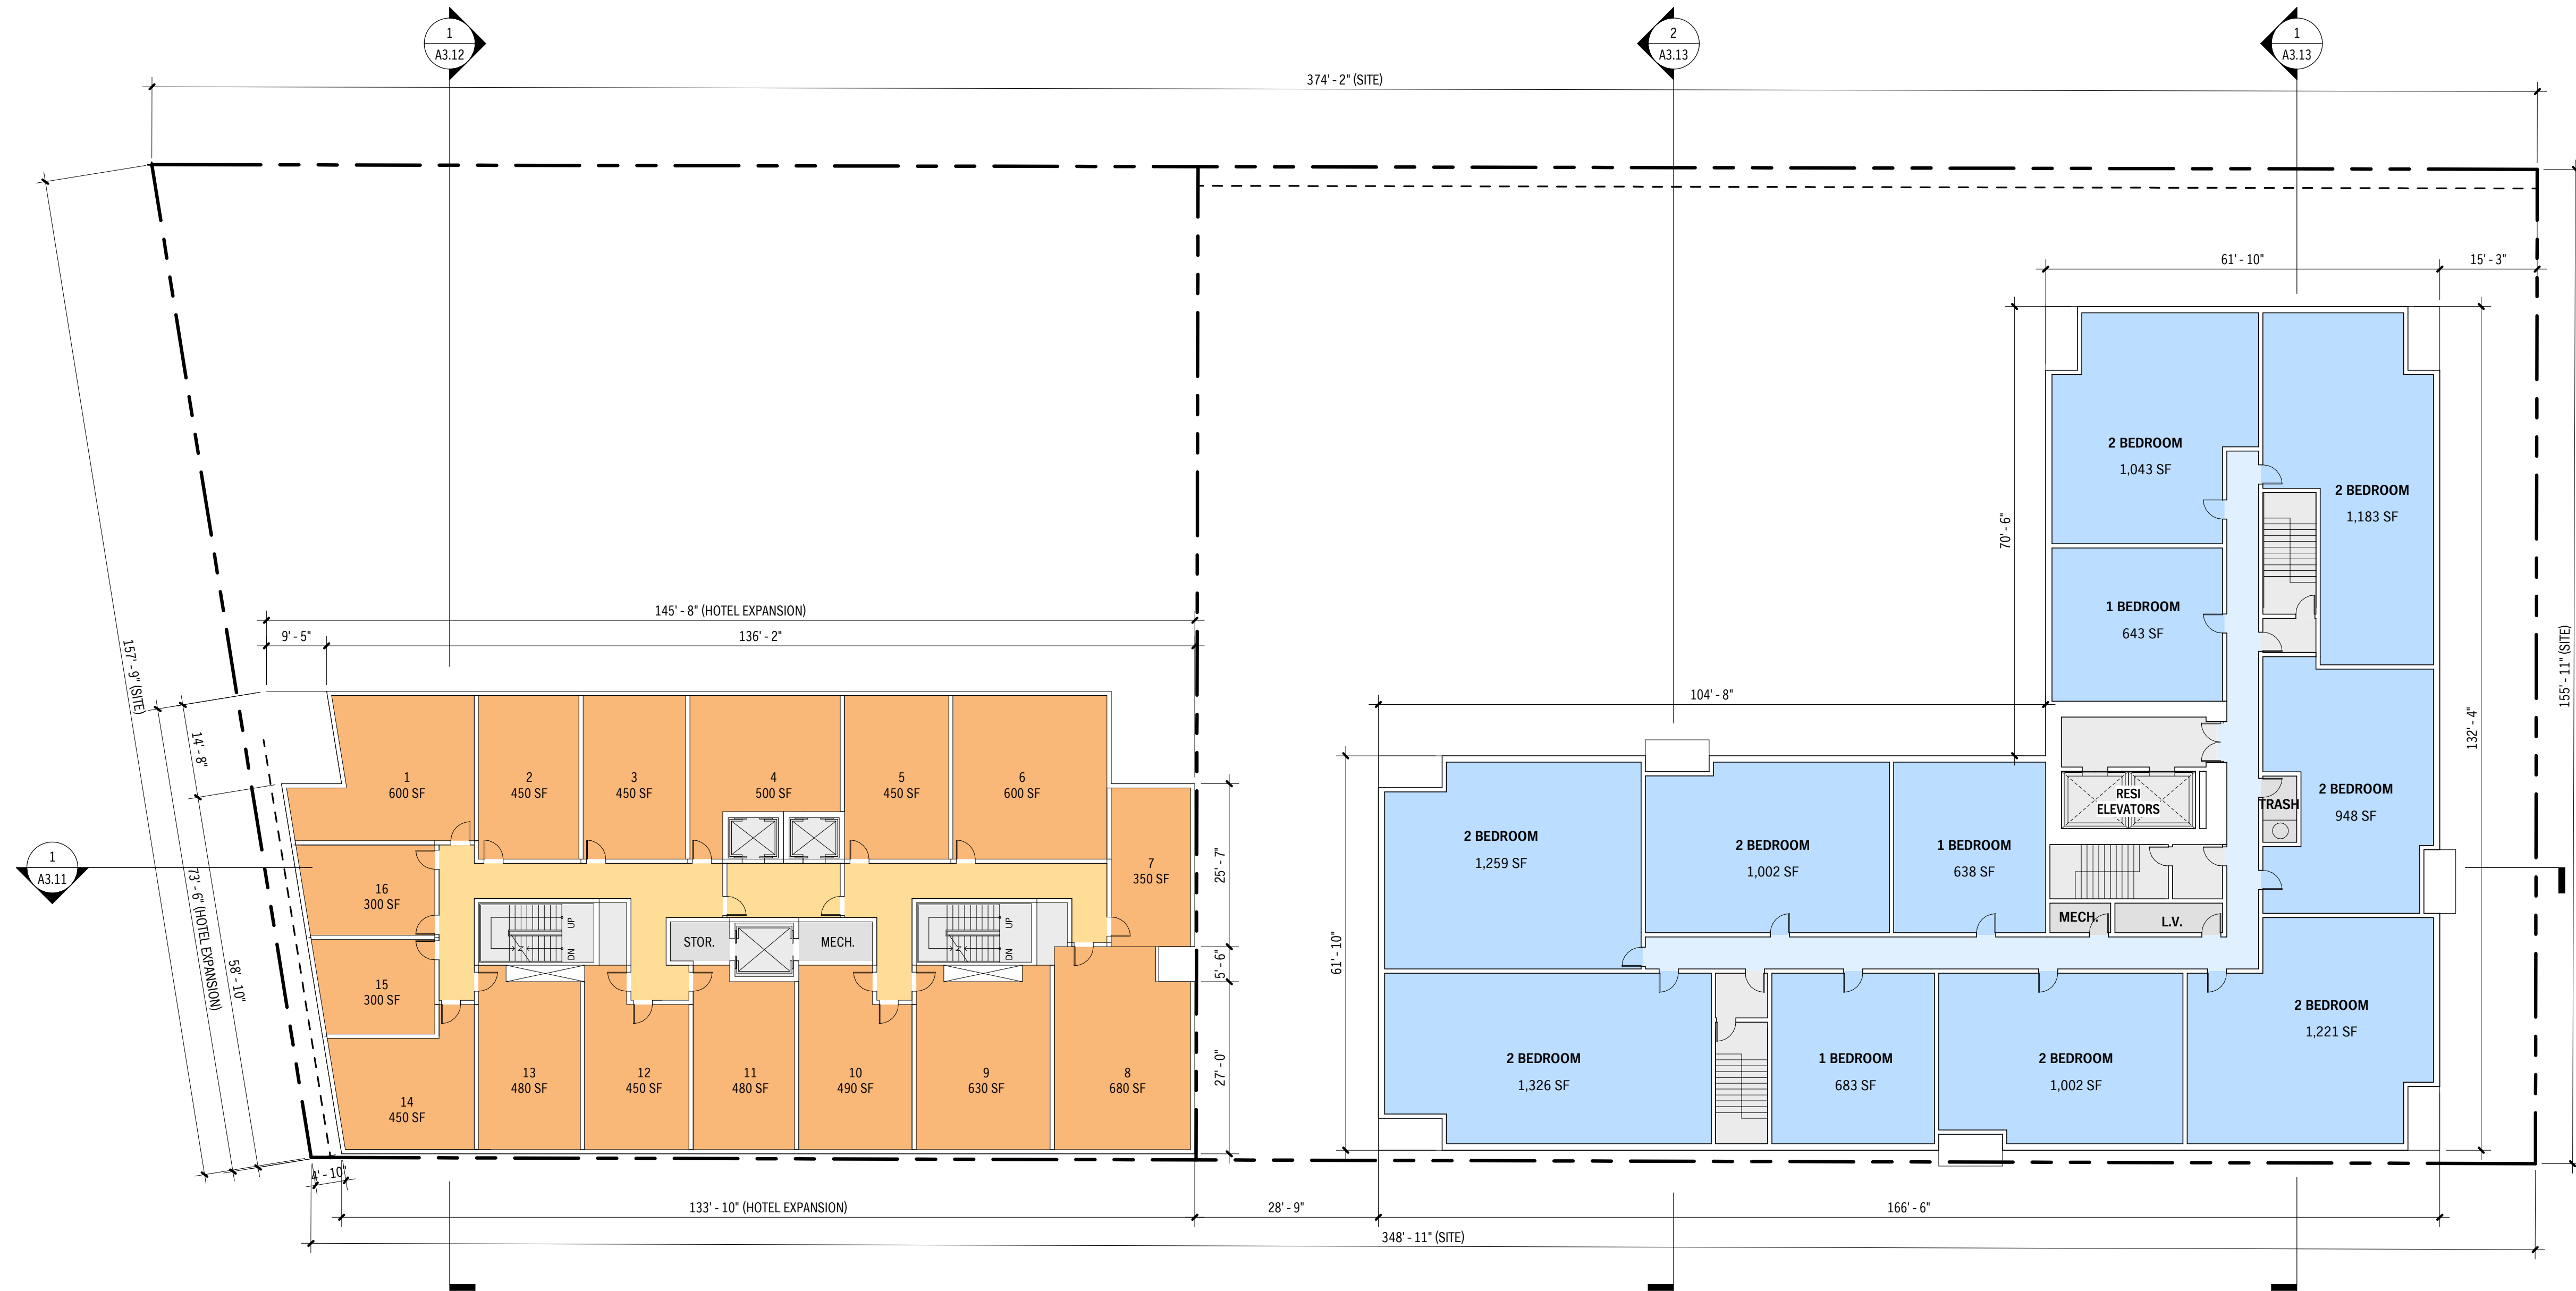 1
A3.12
2
A3.13
1
A3.13
374' - 2" (SITE)
61' - 10"
15' - 3"
2 BEDROOM
1,043 SF
2 BEDROOM
1,183 SF
70' - 6"
1 BEDROOM
643 SF
145' - 8" (HOTEL EXPANSION)
9' - 5"
136' - 2"
157' - 9" (SITE)
155' - 11" (SITE)
104' - 8"
132' - 4"
14' - 8"
1
600 SF
2
450 SF
3
450 SF
4
500 SF
5
450 SF
6
600 SF
7
350 SF
RESI
ELEVATORS
TRASH
2 BEDROOM
948 SF
2 BEDROOM
1,259 SF
2 BEDROOM
1,002 SF
1 BEDROOM
638 SF
1
A3.11
16
300 SF
73' - 6" (HOTEL EXPANSION)
58' - 10"
25' - 7"
UP
DN
STOR.
MECH.
UP
DN
5' - 6"
61' - 10"
MECH.
L.V.
15
300 SF
2 BEDROOM
1,221 SF
14
450 SF
13
480 SF
12
450 SF
11
480 SF
10
490 SF
9
630 SF
8
680 SF
27' - 0"
2 BEDROOM
1,326 SF
1 BEDROOM
683 SF
2 BEDROOM
1,002 SF
4' - 10"
133' - 10" (HOTEL EXPANSION)
28' - 9"
166' - 6"
348' - 11" (SITE)